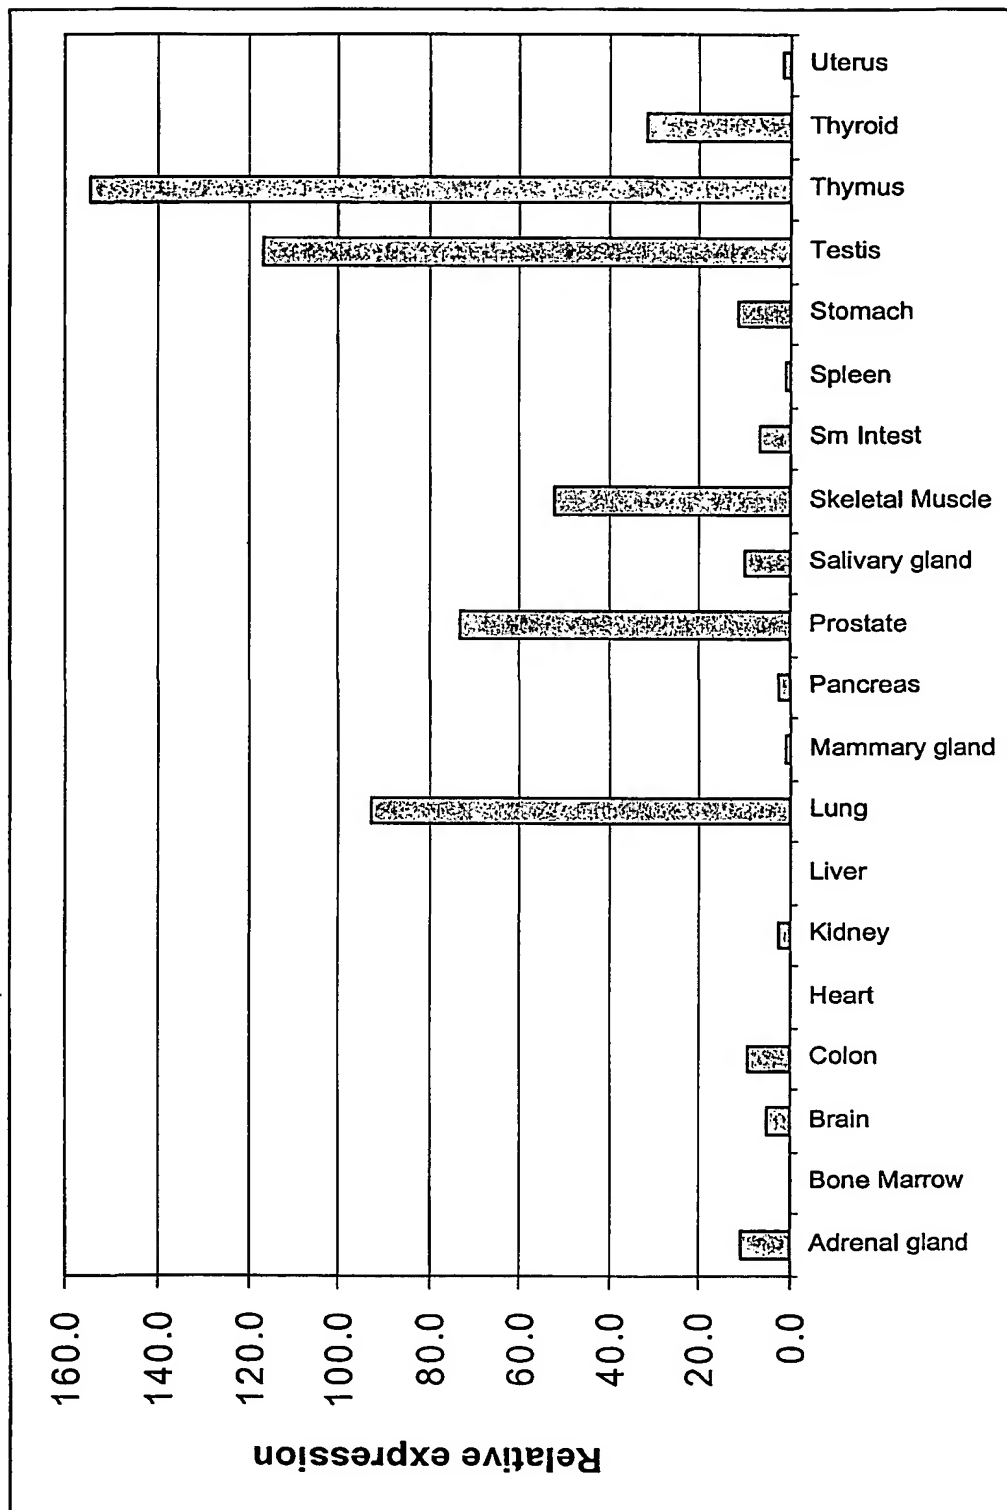 Uterus
Thyroid
Thymus
Testis
Stomach
Spleen
Sm Intest
Skeletal Muscle
Salivary gland
Prostate
Pancreas
Mammary gland
Lung
Liver
Kidney
Heart
Colon
Brain
Bone Marrow
Adrenal gland
160.0
140.0
120.0
100.0
80.0
60.0
40.0
20.0
0.0
Relative expression